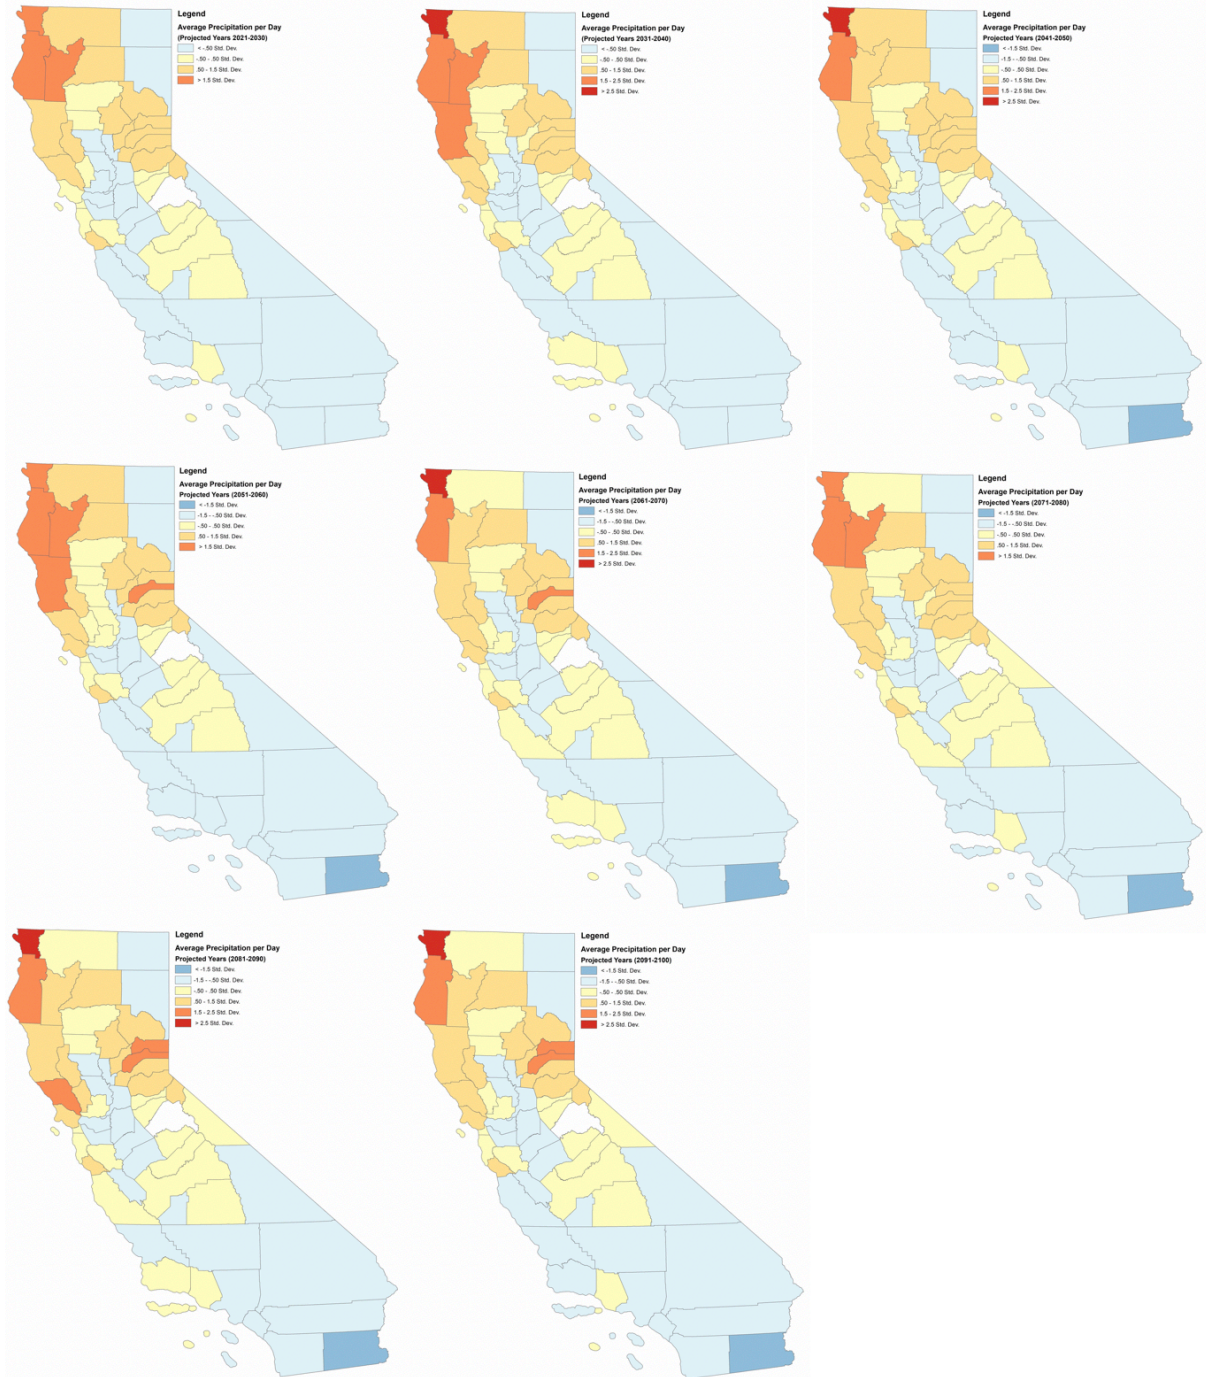 Legend
Average Precipitation per Day
(Projected Years 2021-2030)
< -.50 Std. Dev.
-.50 - .50 Std. Dev.
.50 - 1.5 Std. Dev.
> 1.5 Std. Dev.
Legend
Average Precipitation per Day
(Projected Years 2031-2040)
< -.50 Std. Dev.
-.50 - .50 Std. Dev.
.50 - 1.5 Std. Dev.
1.5 - 2.5 Std. Dev.
> 2.5 Std. Dev.
Legend
Average Precipitation per Day
Projected Years (2041-2050)
< -1.5 Std. Dev.
-1.5 - -.50 Std. Dev.
-.50 - .50 Std. Dev.
.50 - 1.5 Std. Dev.
1.5 - 2.5 Std. Dev.
> 2.5 Std. Dev.
Legend
Average Precipitation per Day
Projected Years (2051-2060)
< -1.5 Std. Dev.
-1.5 - -.50 Std. Dev.
-.50 - .50 Std. Dev.
.50 - 1.5 Std. Dev.
> 1.5 Std. Dev.
Legend
Average Precipitation per Day
Projected Years (2061-2070)
< -1.5 Std. Dev.
-1.5 - -.50 Std. Dev.
-.50 - .50 Std. Dev.
.50 - 1.5 Std. Dev.
1.5 - 2.5 Std. Dev.
> 2.5 Std. Dev.
Legend
Average Precipitation per Day
Projected Years (2071-2080)
< -1.5 Std. Dev.
-1.5 - -.50 Std. Dev.
-.50 - .50 Std. Dev.
.50 - 1.5 Std. Dev.
> 1.5 Std. Dev.
Legend
Average Precipitation per Day
Projected Years (2081-2090)
< -1.5 Std. Dev.
-1.5 - -.50 Std. Dev.
-.50 - .50 Std. Dev.
.50 - 1.5 Std. Dev.
1.5 - 2.5 Std. Dev.
> 2.5 Std. Dev.
Legend
Average Precipitation per Day
Projected Years (2091-2100)
< -1.5 Std. Dev.
-1.5 - -.50 Std. Dev.
-.50 - .50 Std. Dev.
.50 - 1.5 Std. Dev.
1.5 - 2.5 Std. Dev.
> 2.5 Std. Dev.